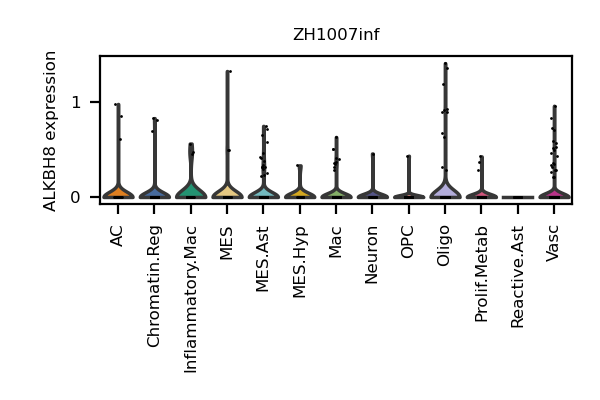 ZH1007inf
ALKBH8 expression
1
0
AC
Chromatin.Reg
Inflammatory.Mac
MES
MES.Ast
MES.Hyp
Mac
Neuron
OPC
Oligo
Prolif.Metab
Reactive.Ast
Vasc